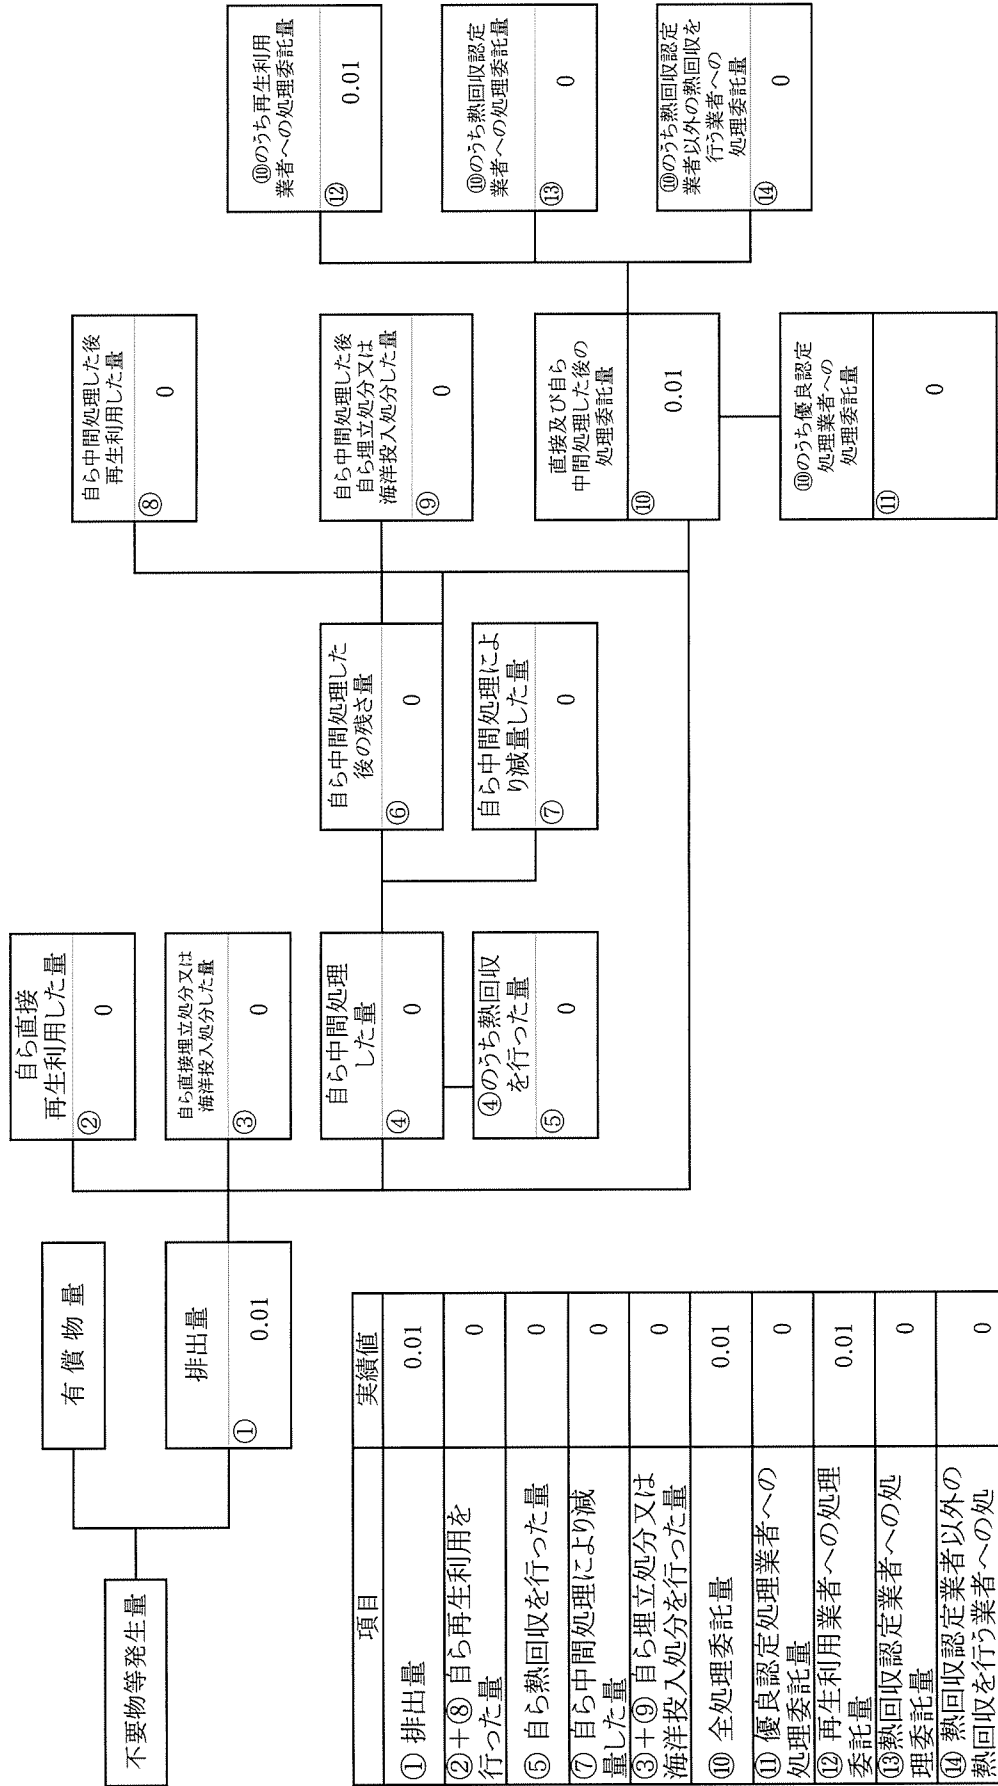 不要物等発生量
有 償 物 量
排出量
①
0.01
自ら直接
再生利用した量
②
0
自ら直接埋立処分又は
海洋投入処分した量
③
0
自ら中間処理
した量
④
0
④のうち熱回収
を行った量
⑤
0
自ら中間処理した
後の残さ量
⑥
0
自ら中間処理によ
り減量した量
⑦
0
自ら中間処理した後
再生利用した量
⑧
0
自ら中間処理した後
自ら埋立処分又は
海洋投入処分した量
⑨
0
直接及び自ら
中間処理した後の
処理委託量
⑩
0.01
⑩のうち優良認定
処理業者への
処理委託量
⑪
0
⑩のうち再生利用
業者への処理委託量
⑫
0.01
⑩のうち熱回収認定
業者への処理委託量
⑬
0
⑩のうち熱回収認定
業者以外の熱回収を
行う業者への
処理委託量
⑭
0
項目
実績値
① 排出量
0.01
②＋⑧ 自ら再生利用を
行った量
0
⑤ 自ら熱回収を行った量
0
⑦ 自ら中間処理により減
量した量
0
③＋⑨ 自ら埋立処分又は
海洋投入処分を行った量
0
⑩ 全処理委託量
0.01
⑪ 優良認定処理業者への
処理委託量
0
⑫ 再生利用業者への処理
委託量
0.01
⑬熱回収認定業者への処
理委託量
0
⑭ 熱回収認定業者以外の
熱回収を行う業者への処
0